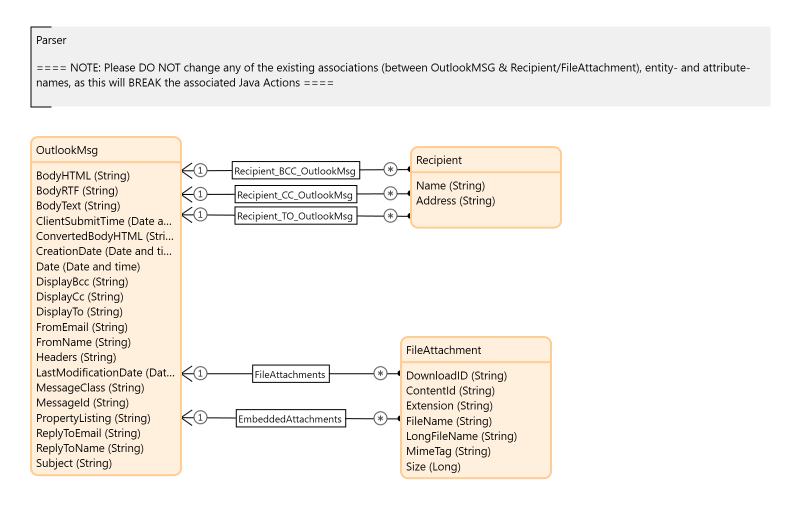 Parser
==== NOTE: Please DO NOT change any of the existing associations (between OutlookMSG & Recipient/FileAttachment), entity- and attribute-
names, as this will BREAK the associated Java Actions ====
OutlookMsg
BodyHTML (String)
BodyRTF (String)
BodyText (String)
ClientSubmitTime (Date a...
ConvertedBodyHTML (Stri...
CreationDate (Date and ti...
Date (Date and time)
DisplayBcc (String)
DisplayCc (String)
DisplayTo (String)
FromEmail (String)
FromName (String)
Headers (String)
LastModificationDate (Dat...
MessageClass (String)
MessageId (String)
PropertyListing (String)
ReplyToEmail (String)
ReplyToName (String)
Subject (String)
1 Recipient_BCC_OutlookMsg *
1 Recipient_CC_OutlookMsg *
1 Recipient_TO_OutlookMsg *
Recipient
Name (String)
Address (String)
1 FileAttachments *
1 EmbeddedAttachments *
FileAttachment
DownloadID (String)
ContentId (String)
Extension (String)
FileName (String)
LongFileName (String)
MimeTag (String)
Size (Long)